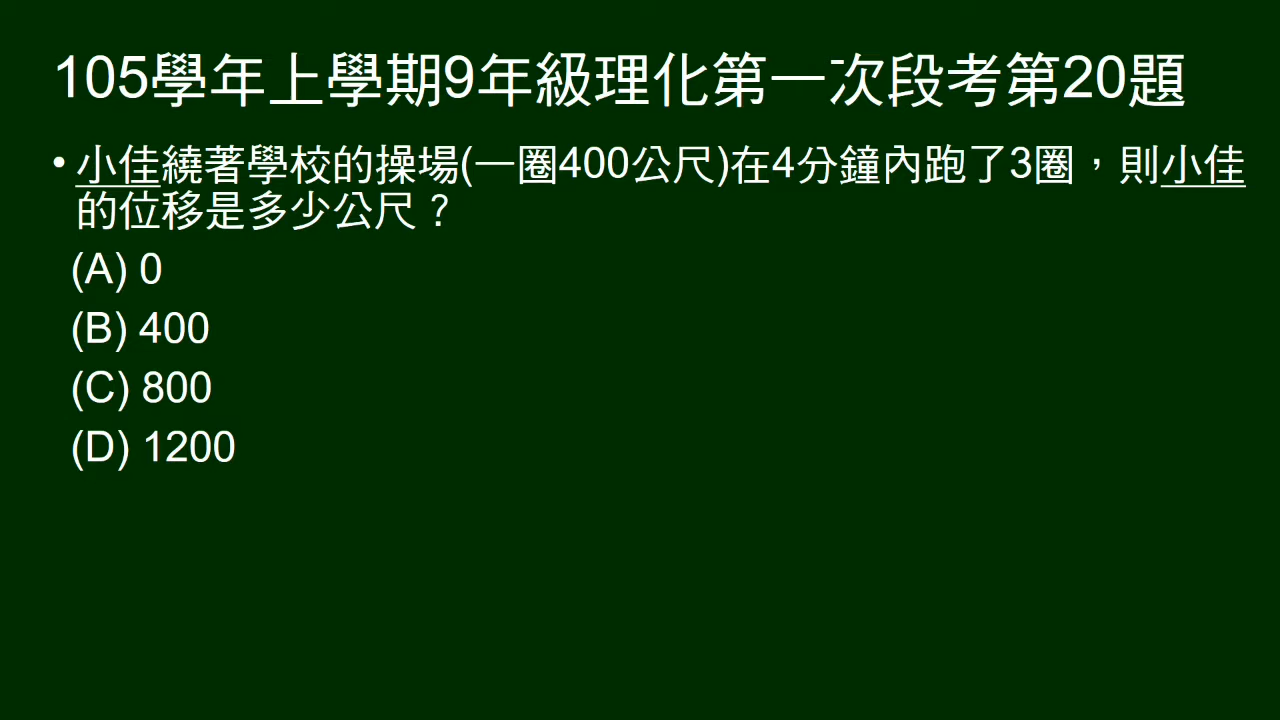 105學年上學期9年級理化第一次段考第20題
• 小佳繞著學校的操場(一圈400公尺)在4分鐘內跑了3圈，則小佳
的位移是多少公尺？
(A) 0
(B) 400
(C) 800
(D) 1200